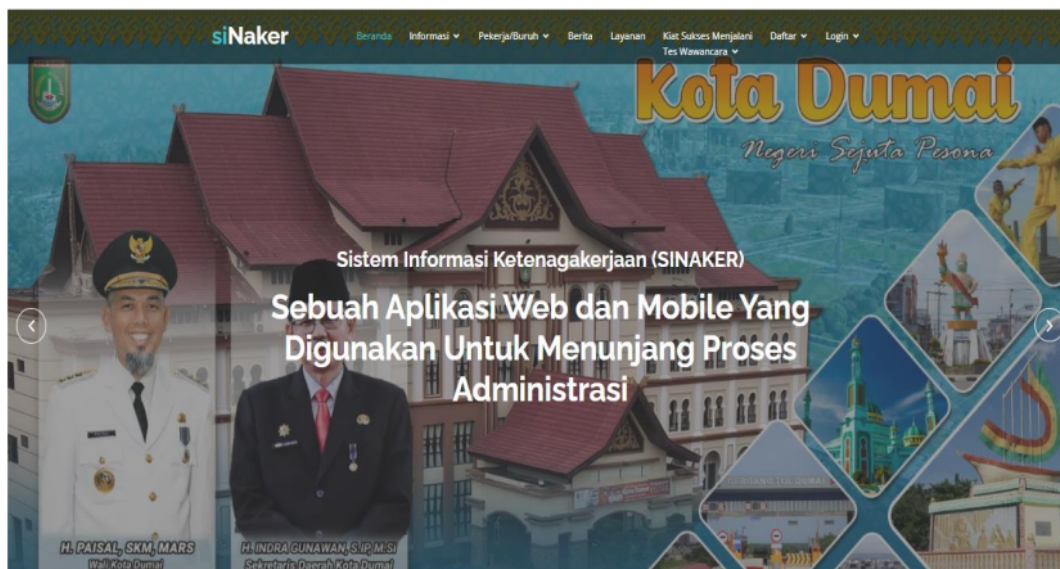 siNaker
Beranda Informasi Pekerja/Buruh Berita Layanan Kiat Sukses Menjalani Daftar Login
Tes Wawancara
Kota Dumai
Negeri Sejuta Pesona
Sistem Informasi Ketenagakerjaan (SINAKER)
Sebuah Aplikasi Web dan Mobile Yang
Digunakan Untuk Menunjang Proses
Administrasi
H. PAISAL, SKM, MARS
Wali Kota Dumai
H. INDRA GUNAWAN, S.IP, M.Si
Sekretaris Daerah Kota Dumai